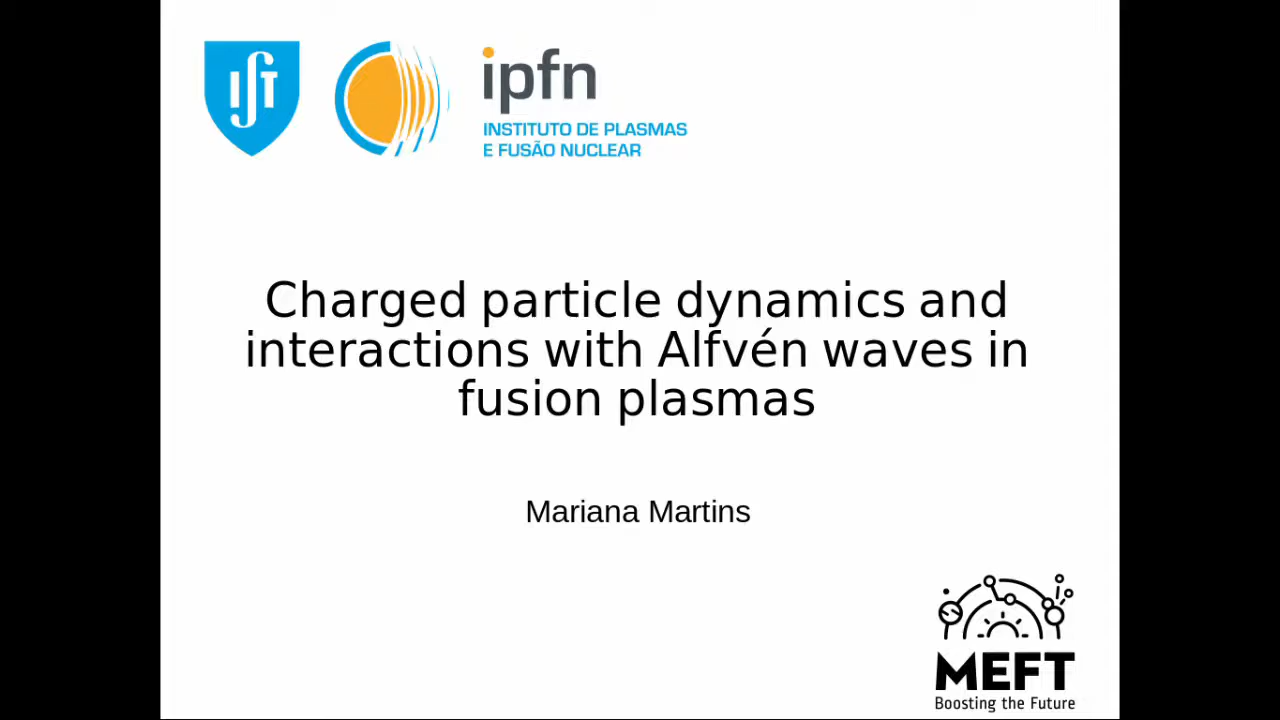 IST
ipfn
INSTITUTO DE PLASMAS
E FUSÃO NUCLEAR
Charged particle dynamics and
interactions with Alfvén waves in
fusion plasmas
Mariana Martins
MEFT
Boosting the Future